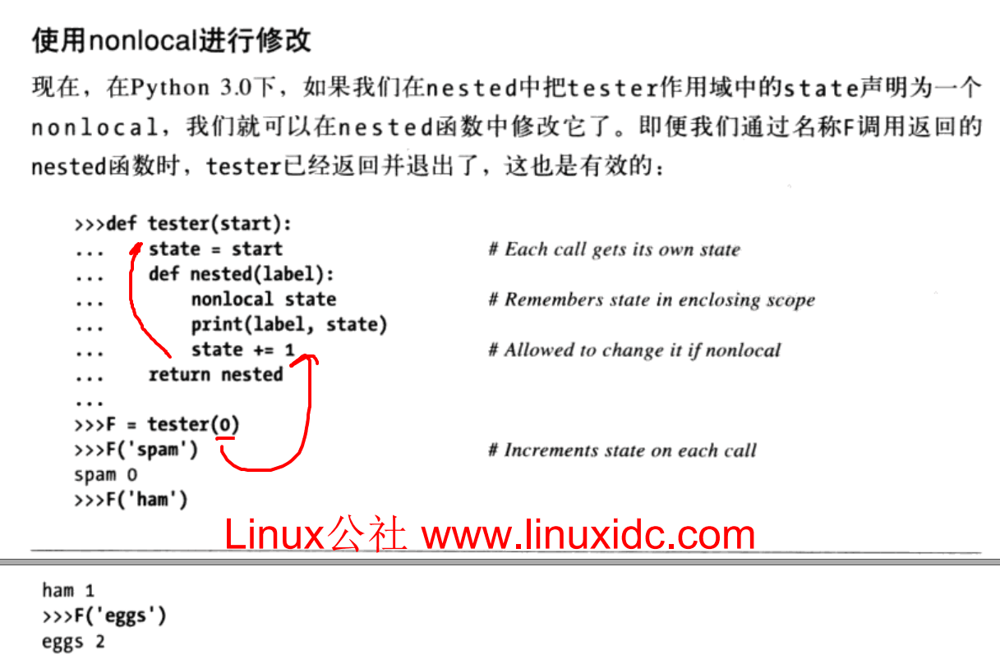 使用nonlocal进行修改
现在，在Python 3.0下，如果我们在nested中把tester作用域中的state声明为一个
nonlocal，我们就可以在nested函数中修改它了。即便我们通过名称F调用返回的
nested函数时，tester已经返回并退出了，这也是有效的：
>>>def tester(start):
...    state = start    # Each call gets its own state
...    def nested(label):
...        nonlocal state    # Remembers state in enclosing scope
...        print(label, state)
...        state += 1    # Allowed to change it if nonlocal
...    return nested
...
>>>F = tester(0)
>>>F('spam')    # Increments state on each call
spam 0
>>>F('ham')
Linux公社 www.linuxidc.com
ham 1
>>>F('eggs')
eggs 2